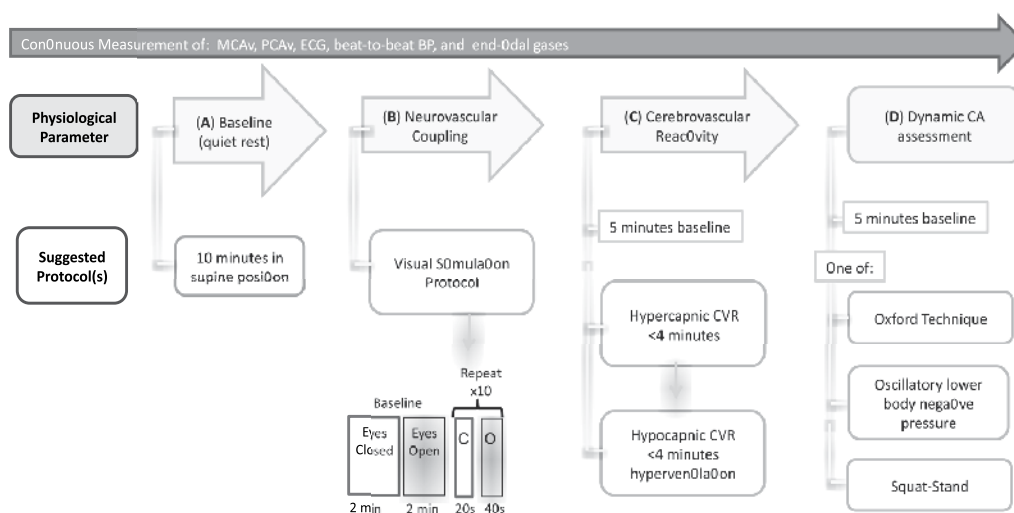 Con0nuous Measurement of: MCAv, PCAv, ECG, beat-to-beat BP, and end-0dal gases
Physiological
Parameter
(A) Baseline
(quiet rest)
(B) Neurovascular
Coupling
(C) Cerebrovascular
Reac0vity
(D) Dynamic CA
assessment
Suggested
Protocol(s)
10 minutes in
supine posi0on
Visual S0mula0on
Protocol
Repeat
x10
Baseline
Eyes
Closed
Eyes
Open
C
O
2 min
2 min
20s
40s
5 minutes baseline
Hypercapnic CVR
<4 minutes
Hypocapnic CVR
<4 minutes
hyperven0la0on
5 minutes baseline
One of:
Oxford Technique
Oscillatory lower
body nega0ve
pressure
Squat-Stand